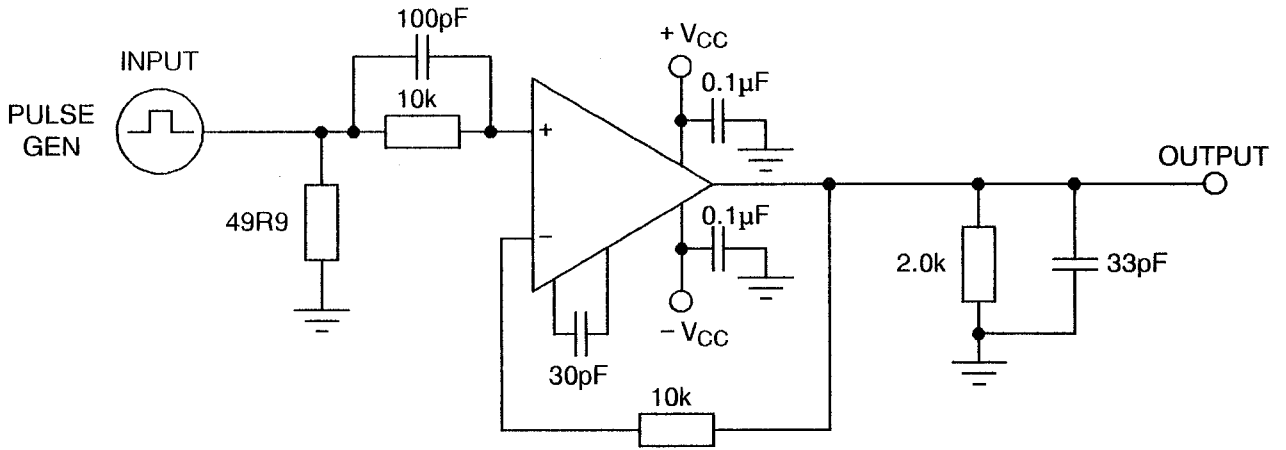 100pF
+ VCC
INPUT
0.1µF
10k
PULSE
GEN
+
OUTPUT
49R9
0.1µF
−
2.0k
33pF
− VCC
30pF
10k